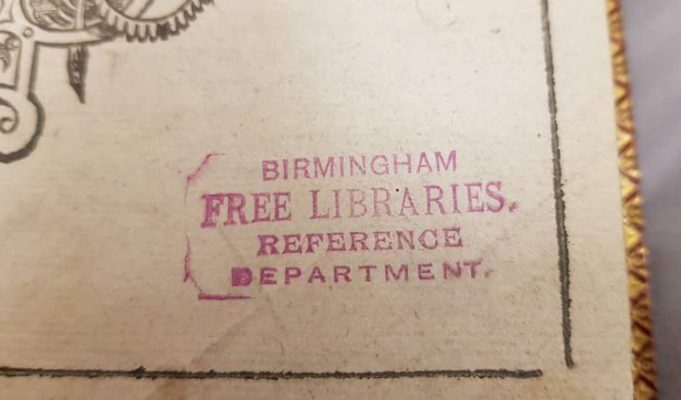 BIRMINGHAM
FREE LIBRARIES.
REFERENCE
DEPARTMENT.